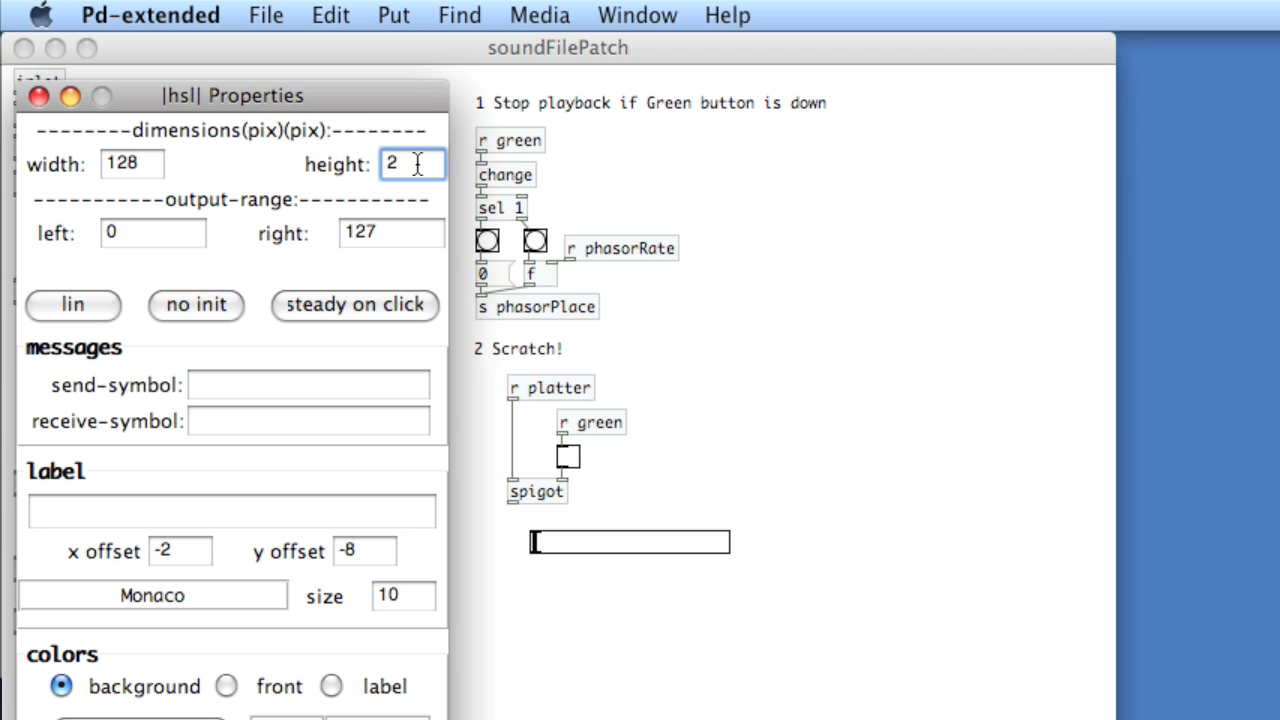 Pd-extended File Edit Put Find Media Window Help
soundFilePatch
inlet
|hsl| Properties
--------dimensions(pix)(pix):--------
width: 128 height: 2
-----------output-range:-----------
left: 0 right: 127
lin no init steady on click
messages
send-symbol:
receive-symbol:
label
x offset -2 y offset -8
Monaco size 10
colors
background front label
1 Stop playback if Green button is down
r green
change
sel 1
r phasorRate
0 f
s phasorPlace
2 Scratch!
r platter
r green
spigot